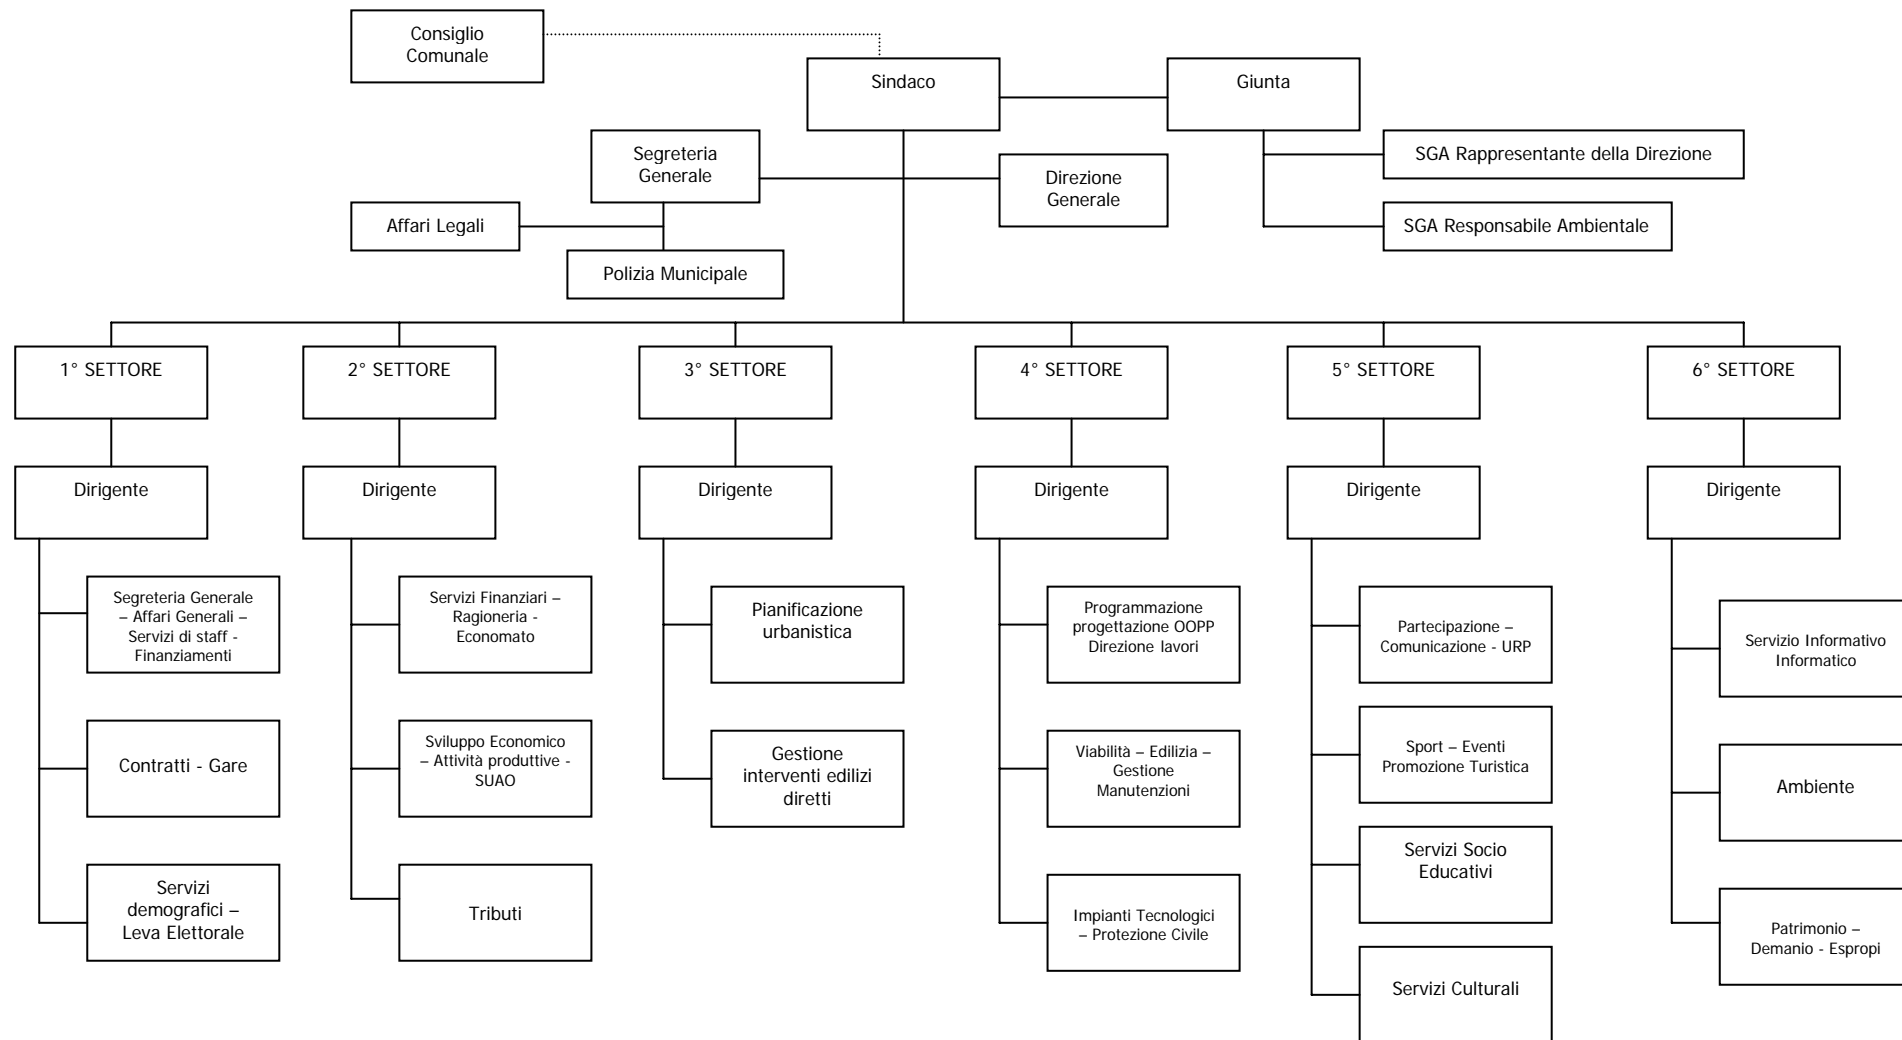 Consiglio
Comunale
Sindaco
Giunta
Segreteria
Generale
SGA Rappresentante della Direzione
Direzione
Generale
Affari Legali
SGA Responsabile Ambientale
Polizia Municipale
1° SETTORE
2° SETTORE
3° SETTORE
4° SETTORE
5° SETTORE
6° SETTORE
Dirigente
Dirigente
Dirigente
Dirigente
Dirigente
Dirigente
Segreteria Generale
– Affari Generali –
Servizi di staff -
Finanziamenti
Contratti - Gare
Servizi
demografici –
Leva Elettorale
Servizi Finanziari –
Ragioneria -
Economato
Sviluppo Economico
– Attività produttive -
SUAO
Tributi
Pianificazione
urbanistica
Gestione
interventi edilizi
diretti
Programmazione
progettazione OOPP
Direzione lavori
Viabilità – Edilizia –
Gestione
Manutenzioni
Impianti Tecnologici
– Protezione Civile
Partecipazione –
Comunicazione - URP
Sport – Eventi
Promozione Turistica
Servizi Socio
Educativi
Servizi Culturali
Servizio Informativo
Informatico
Ambiente
Patrimonio –
Demanio - Espropi